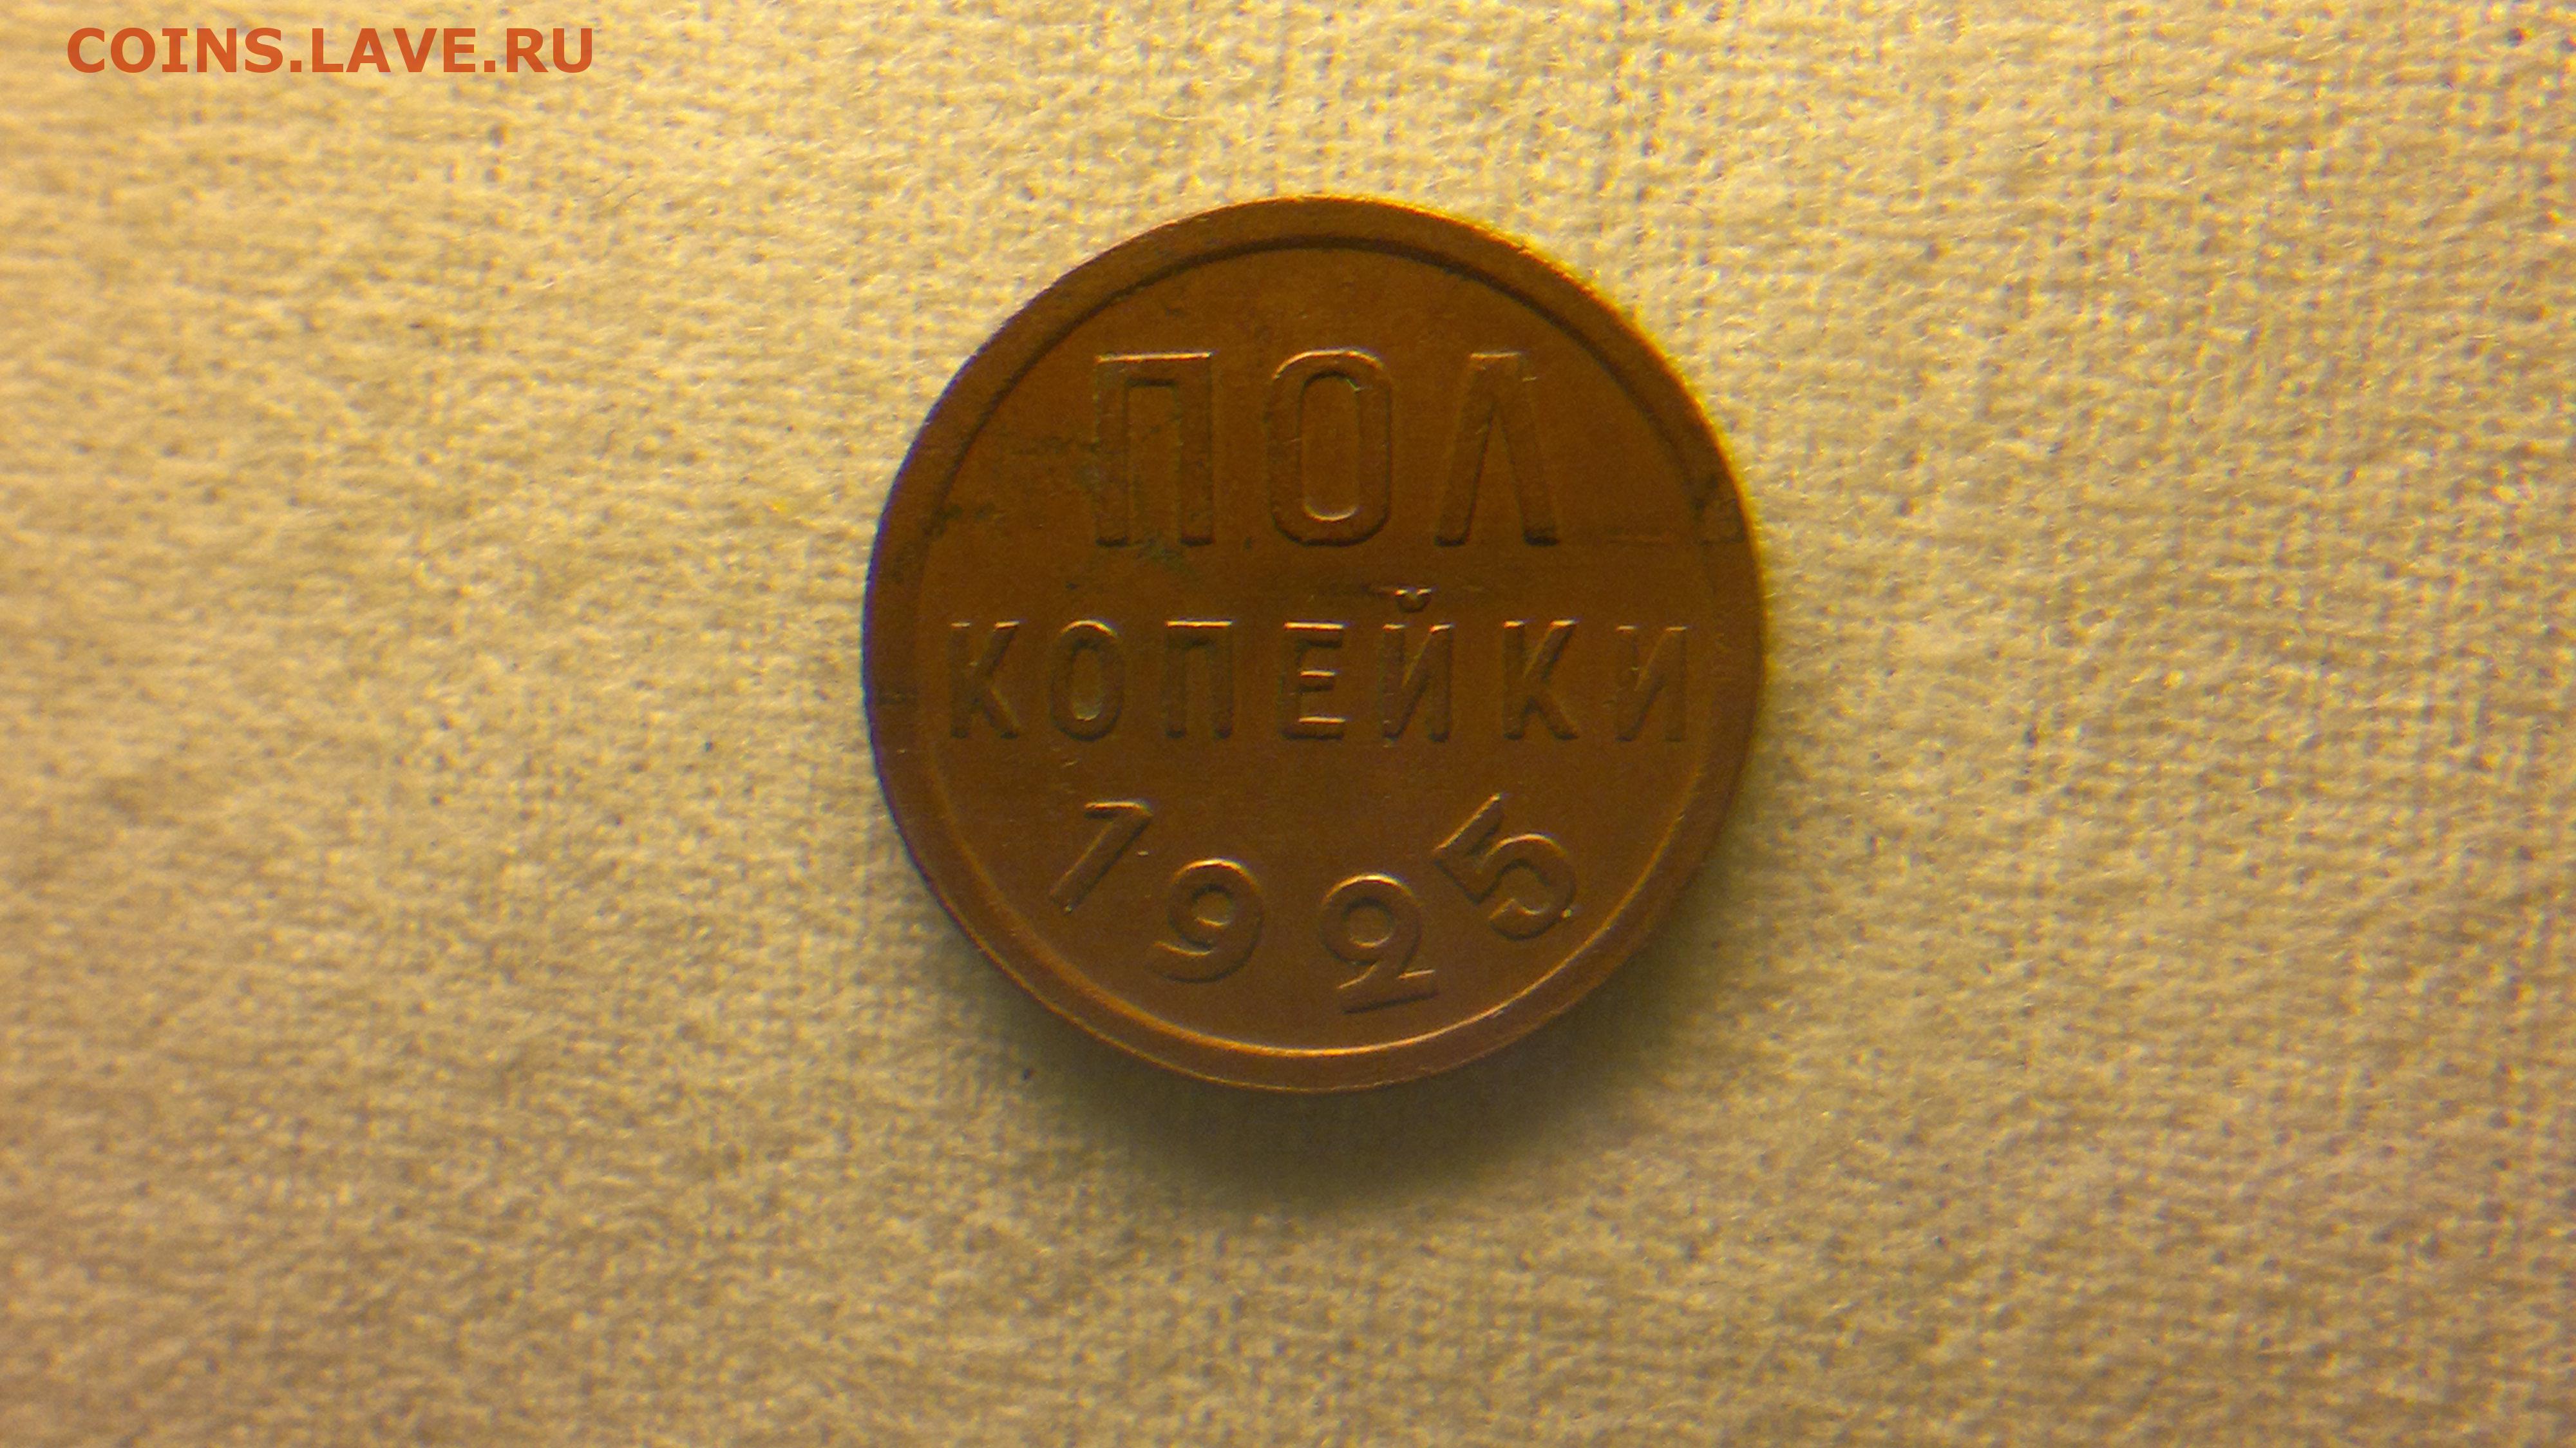 COINS.LAVE.RU
ПОЛ
КОПЕЙКИ
1925